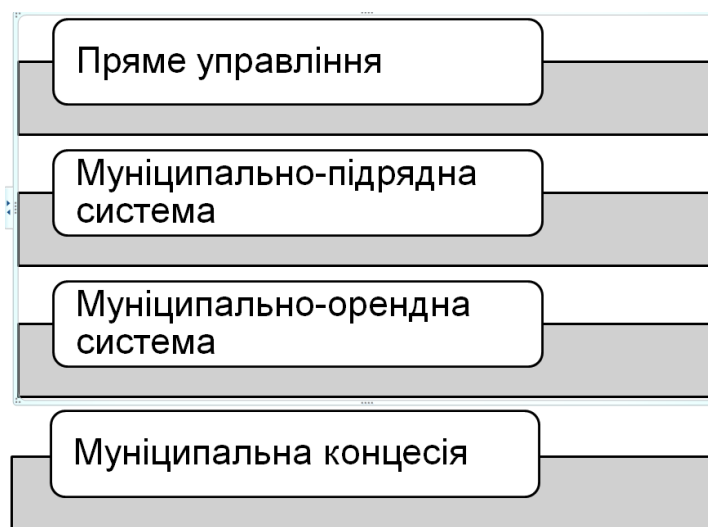 Пряме управління
Муніципально-підрядна
система
Муніципально-орендна
система
Муніципальна концесія